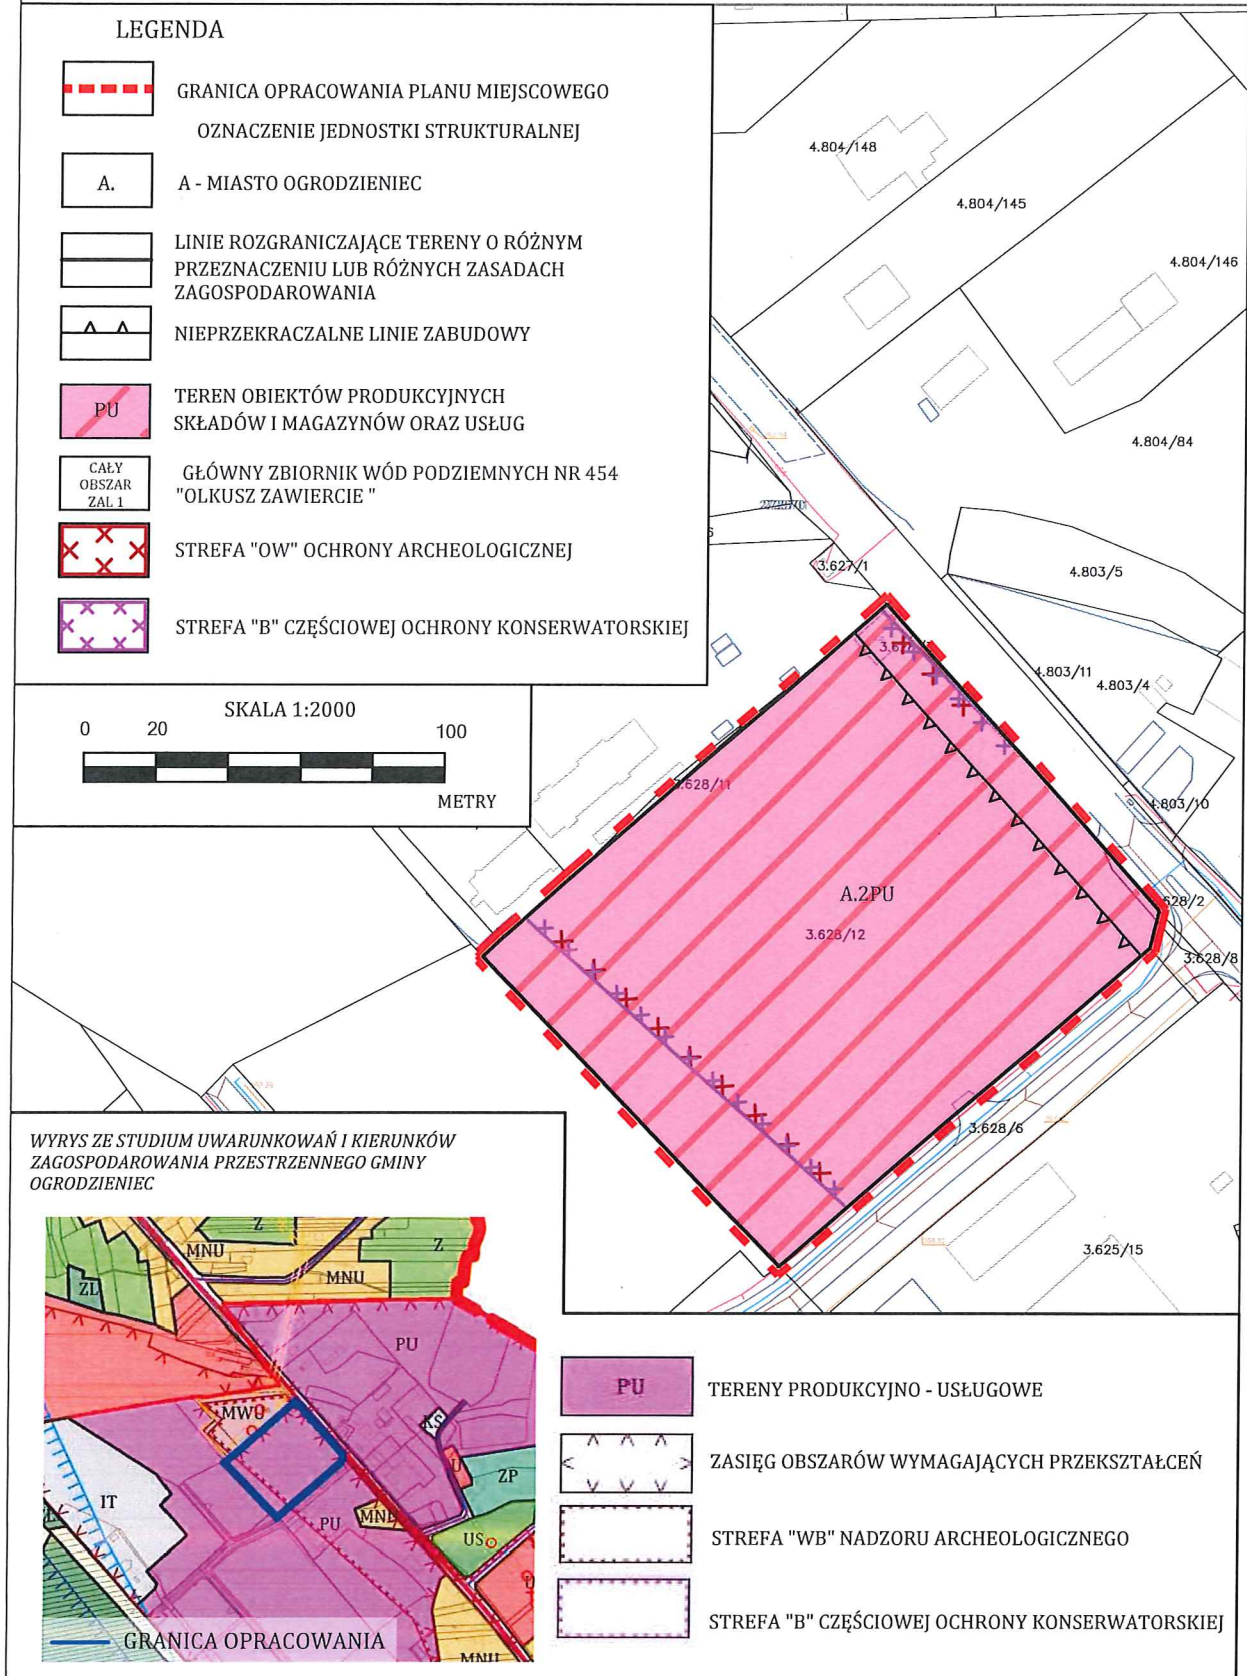 LEGENDA
GRANICA OPRACOWANIA PLANU MIEJSCOWEGO
OZNACZENIE JEDNOSTKI STRUKTURALNEJ
A.
A - MIASTO OGRODZIENIEC
LINIE ROZGRANICZAJĄCE TERENY O RÓŻNYM
PRZEZNACZENIU LUB RÓŻNYCH ZASADACH
ZAGOSPODAROWANIA
NIEPRZEKRACZALNE LINIE ZABUDOWY
PU
TEREN OBIEKTÓW PRODUKCYJNYCH
SKŁADÓW I MAGAZYNÓW ORAZ USŁUG
CAŁY
OBSZAR
ZAL 1
GŁÓWNY ZBIORNIK WÓD PODZIEMNYCH NR 454
"OLKUSZ ZAWIERCIE "
STREFA "OW" OCHRONY ARCHEOLOGICZNEJ
STREFA "B" CZĘŚCIOWEJ OCHRONY KONSERWATORSKIEJ
SKALA 1:2000
0 20 100
METRY
4.804/148
4.804/145
4.804/146
4.804/84
3.627/1
4.803/5
4.803/11
4.803/4
4.803/10
3.628/11
A.2PU
3.628/12
628/2
3.628/8
3.628/6
3.625/15
WYRYS ZE STUDIUM UWARUNKOWAŃ I KIERUNKÓW
ZAGOSPODAROWANIA PRZESTRZENNEGO GMINY
OGRODZIENIEC
Z
MNU
Z
MNU
ZL
PU
MWU
KS
U
ZP
IT
PU
MNU
US
U
MNU
GRANICA OPRACOWANIA
PU
TERENY PRODUKCYJNO - USŁUGOWE
ZASIĘG OBSZARÓW WYMAGAJĄCYCH PRZEKSZTAŁCEŃ
STREFA "WB" NADZORU ARCHEOLOGICZNEGO
STREFA "B" CZĘŚCIOWEJ OCHRONY KONSERWATORSKIEJ